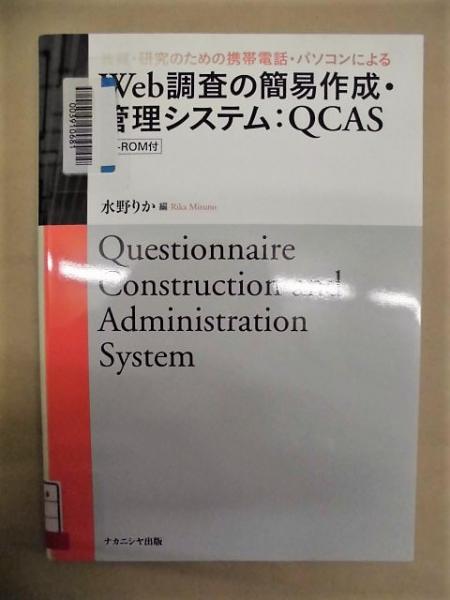 ・研究のための携帯電話・パソコンによる
Web調査の簡易作成・
管理システム:QCAS
-ROM付
水野りか 編 Rika Mizuno
Questionnaire
Construction and
Administration
System
ナカニシヤ出版